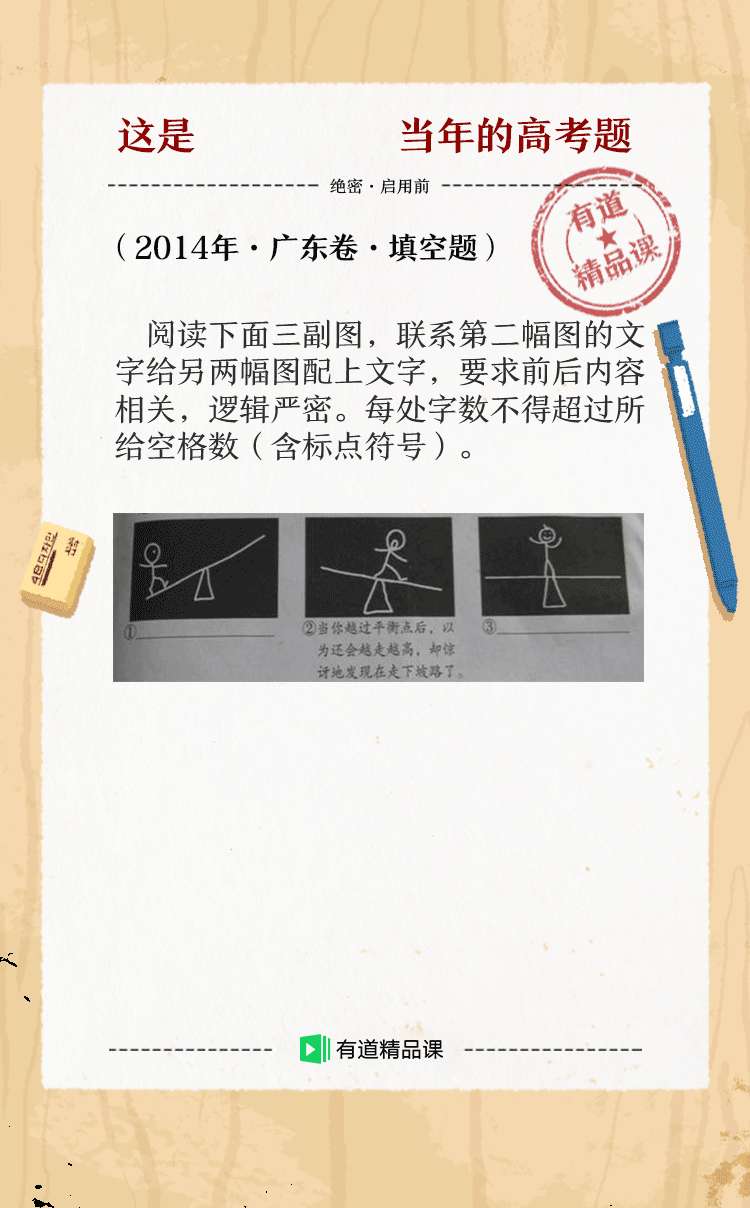 这是 当年的高考题
绝密·启用前
有道
精品课
（2014年·广东卷·填空题）
阅读下面三副图，联系第二幅图的文
字给另两幅图配上文字，要求前后内容
相关，逻辑严密。每处字数不得超过所
给空格数（含标点符号）。
①
②当你越过平衡点后，以
为还会越走越高，却惊
讶地发现在走下坡路了。
③
有道精品课